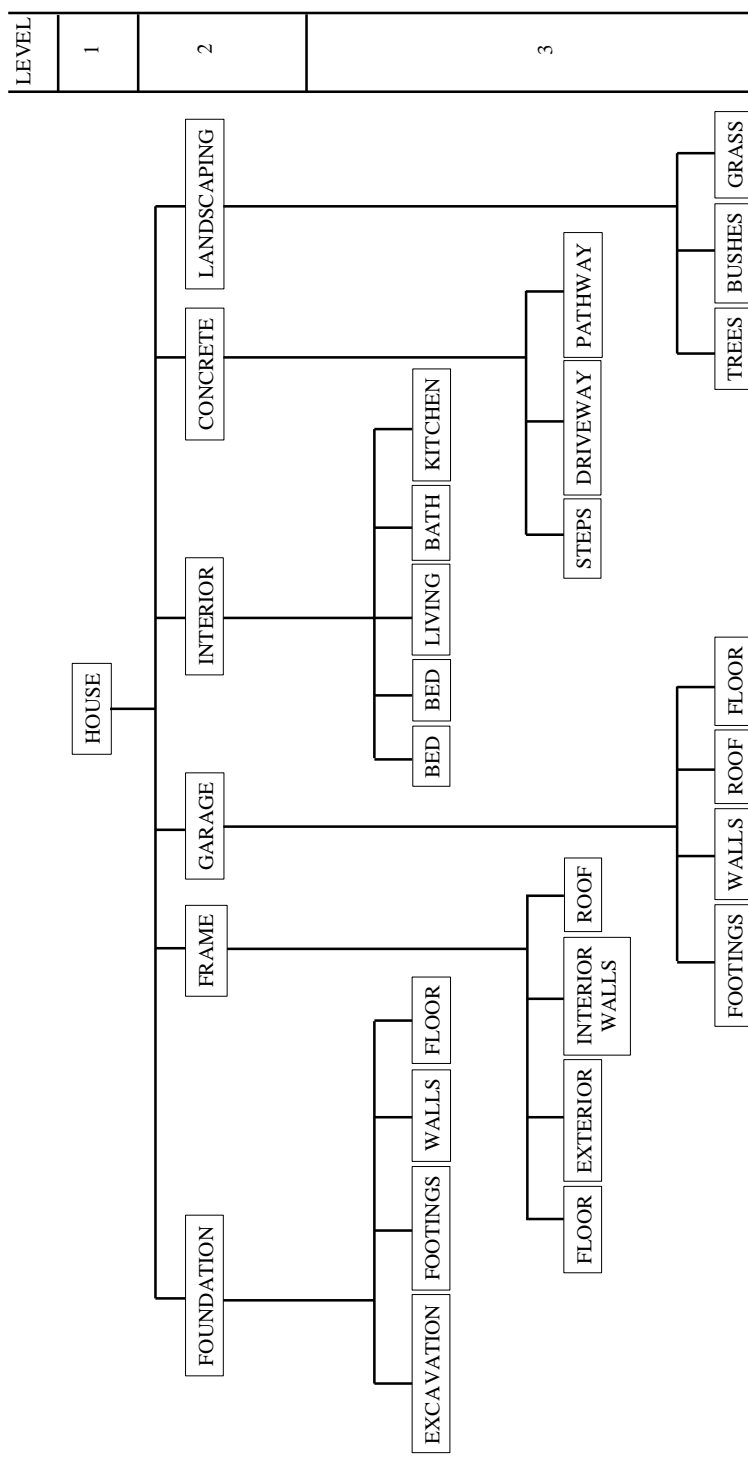 LEVEL
1
2
3
HOUSE
FOUNDATION
FRAME
GARAGE
INTERIOR
CONCRETE
LANDSCAPING
EXCAVATION
FOOTINGS
WALLS
FLOOR
BED
BED
LIVING
BATH
KITCHEN
FLOOR
EXTERIOR
INTERIOR
WALLS
ROOF
STEPS
DRIVEWAY
PATHWAY
FOOTINGS
WALLS
ROOF
FLOOR
TREES
BUSHES
GRASS